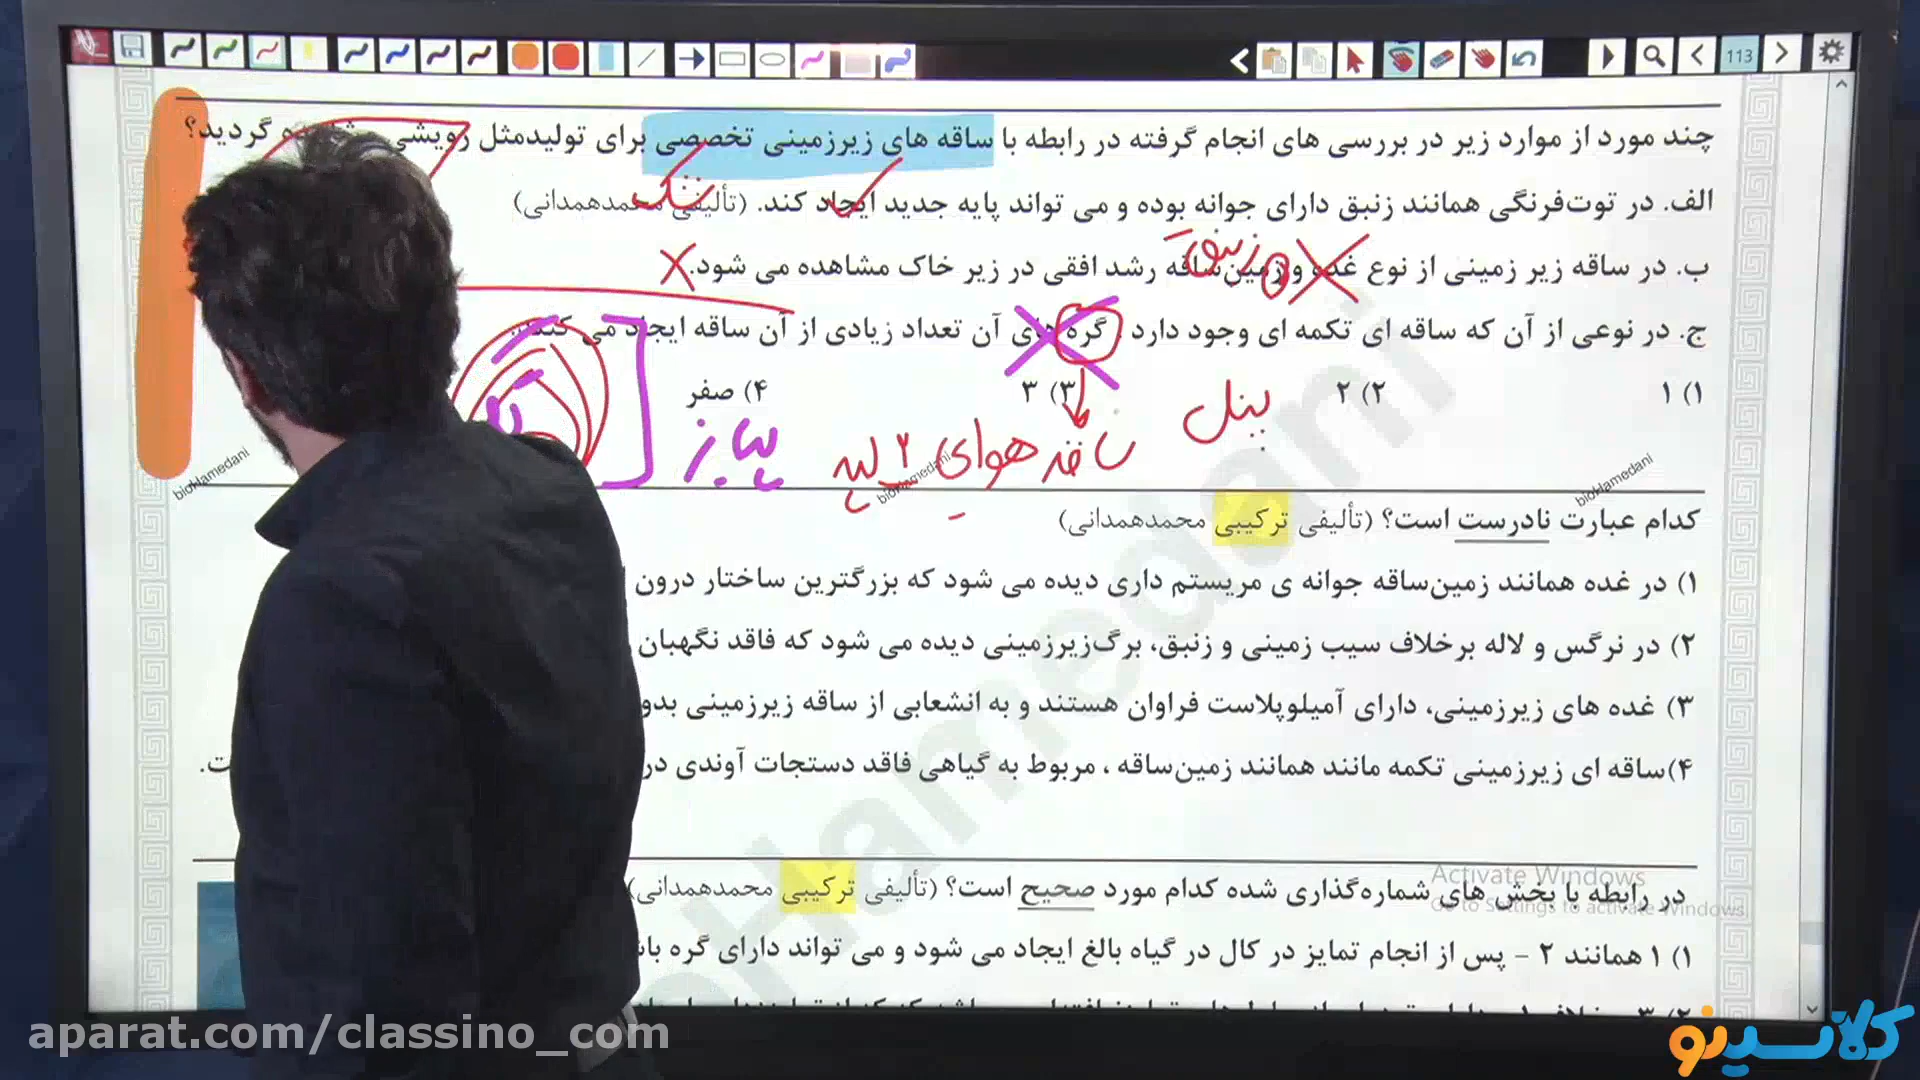 113
چند مورد از موارد زیر در بررسی های انجام گرفته در رابطه با ساقه های زیرزمینی تخصصی برای تولیدمثل رویشی گردید؟
الف. در توت‌فرنگی همانند زنبق دارای جوانه بوده و می تواند پایه جدید ایجاد کند. (تألیفی محمدهمدانی)
زنبق
ب. در ساقه زیر زمینی از نوع غده و زمین‌ساقه رشد افقی در زیر خاک مشاهده می شود.
ج. در نوعی از آن که ساقه ای تکمه ای وجود دارد گره های آن تعداد زیادی از آن ساقه ایجاد می کنند.
۱) ۱
۲) ۲
۳) ۳
۴) صفر
پیاز
bioHamedani
bioHamedani
bioHamedani
کدام عبارت نادرست است؟ (تألیفی ترکیبی محمدهمدانی)
۱) در غده همانند زمین‌ساقه جوانه ی مریستم داری دیده می شود که بزرگترین ساختار درون
۲) در نرگس و لاله برخلاف سیب زمینی و زنبق، برگ‌زیرزمینی دیده می شود که فاقد نگهبان
۳) غده های زیرزمینی، دارای آمیلوپلاست فراوان هستند و به انشعابی از ساقه زیرزمینی
۴)ساقه ای زیرزمینی تکمه مانند همانند زمین‌ساقه ، مربوط به گیاهی فاقد دستجات آوندی در
در رابطه با بخش های شماره‌گذاری شده کدام مورد صحیح است؟ (تألیفی ترکیبی محمدهمدانی)
Activate Windows
Go to Settings to activate Windows.
۱) ۱ همانند ۲ - پس از انجام تمایز در کال در گیاه بالغ ایجاد می شود و می تواند دارای گره
aparat.com/classino_com
کلاسینو